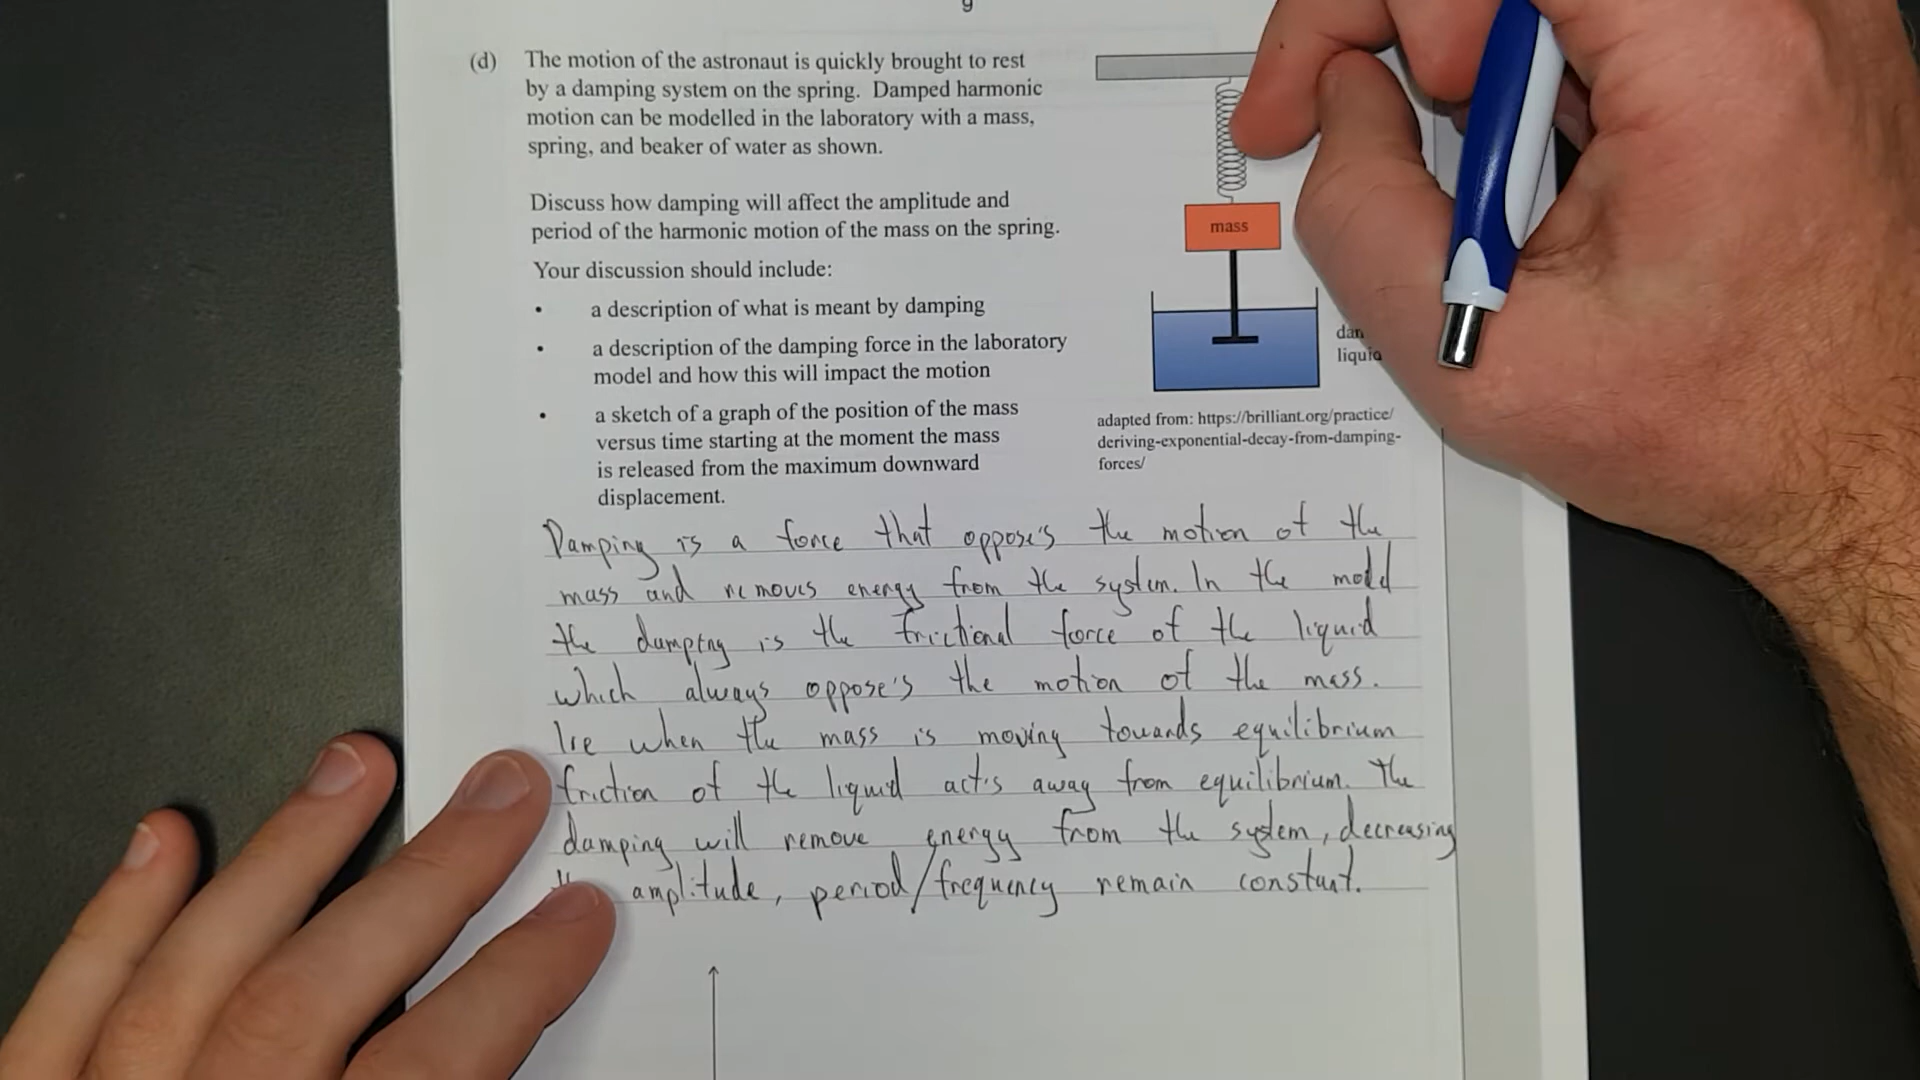 9
(d) The motion of the astronaut is quickly brought to rest
by a damping system on the spring. Damped harmonic
motion can be modelled in the laboratory with a mass,
spring, and beaker of water as shown.
Discuss how damping will affect the amplitude and
period of the harmonic motion of the mass on the spring.
Your discussion should include:
• a description of what is meant by damping
• a description of the damping force in the laboratory
model and how this will impact the motion
• a sketch of a graph of the position of the mass
versus time starting at the moment the mass
is released from the maximum downward
displacement.
mass
liquid
adapted from: https://brilliant.org/practice/
deriving-exponential-decay-from-damping-
forces/
Damping is a force that oppose's the motion of the
mass and removes energy from the system. In the model
the damping is the frictional force of the liquid
which always oppose's the motion of the mass.
when the mass is moving towards equilibrium
friction of the liquid act's away from equilibrium. The
damping will remove energy from the system, decreasing
amplitude, period/frequency remain constant.